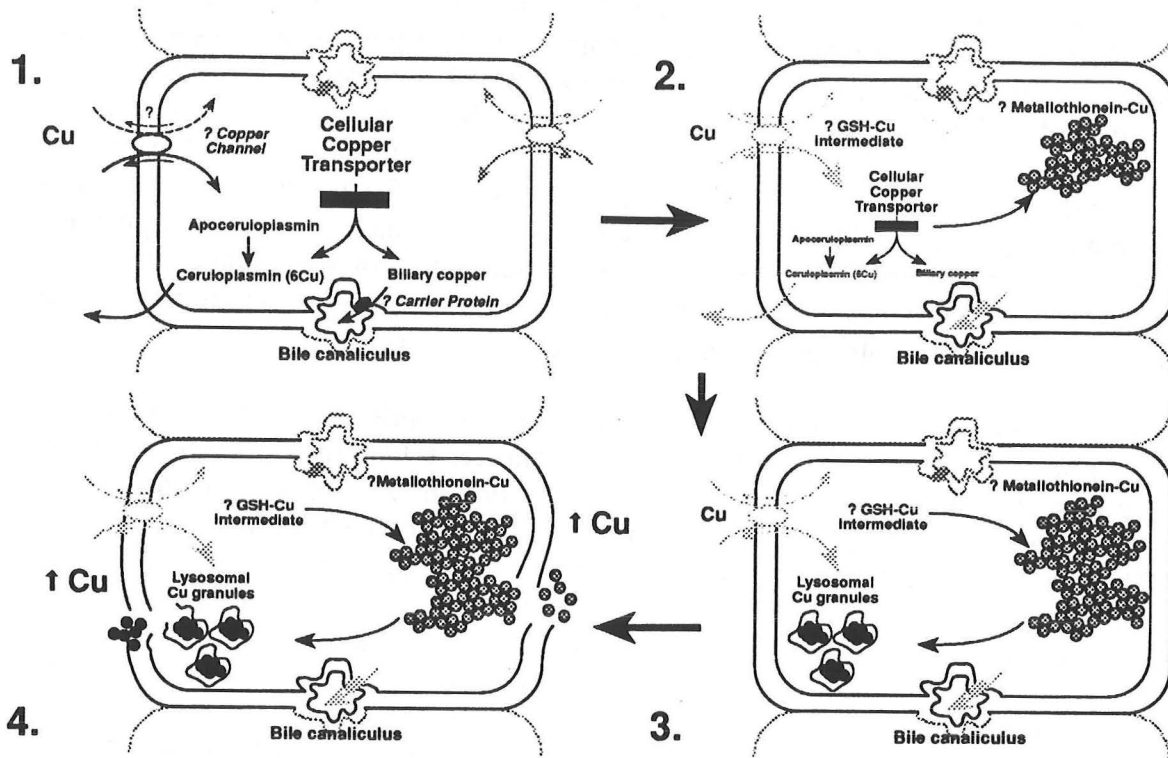 1.
Cu
?
? Copper
Channel
Cellular
Copper
Transporter
Apoceruloplasmin
Ceruloplasmin (6Cu)
Biliary copper
? Carrier Protein
Bile canaliculus
2.
? Metallothionein-Cu
? GSH-Cu
Intermediate
Cellular
Copper
Transporter
Apoceruloplasmin
Ceruloplasmin (6Cu)
Biliary copper
Bile canaliculus
3.
Cu
?Metallothionein-Cu
? GSH-Cu
Intermediate
Lysosomal
Cu granules
Bile canaliculus
4.
?Metallothionein-Cu
? GSH-Cu
Intermediate
↑ Cu
↑ Cu
Lysosomal
Cu granules
Bile canaliculus